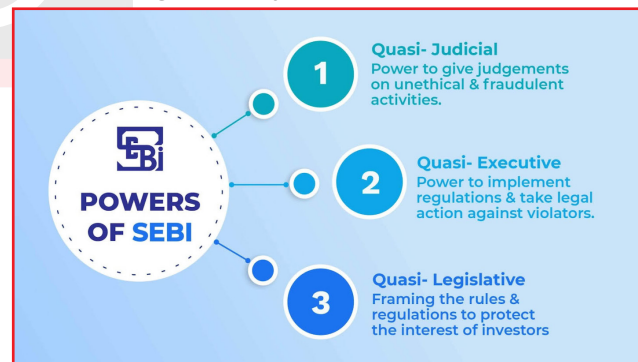 SEBi
POWERS
OF SEBI
1
Quasi- Judicial
Power to give judgements
on unethical & fraudulent
activities.
2
Quasi- Executive
Power to implement
regulations & take legal
action against violators.
3
Quasi- Legislative
Framing the rules &
regulations to protect
the interest of investors